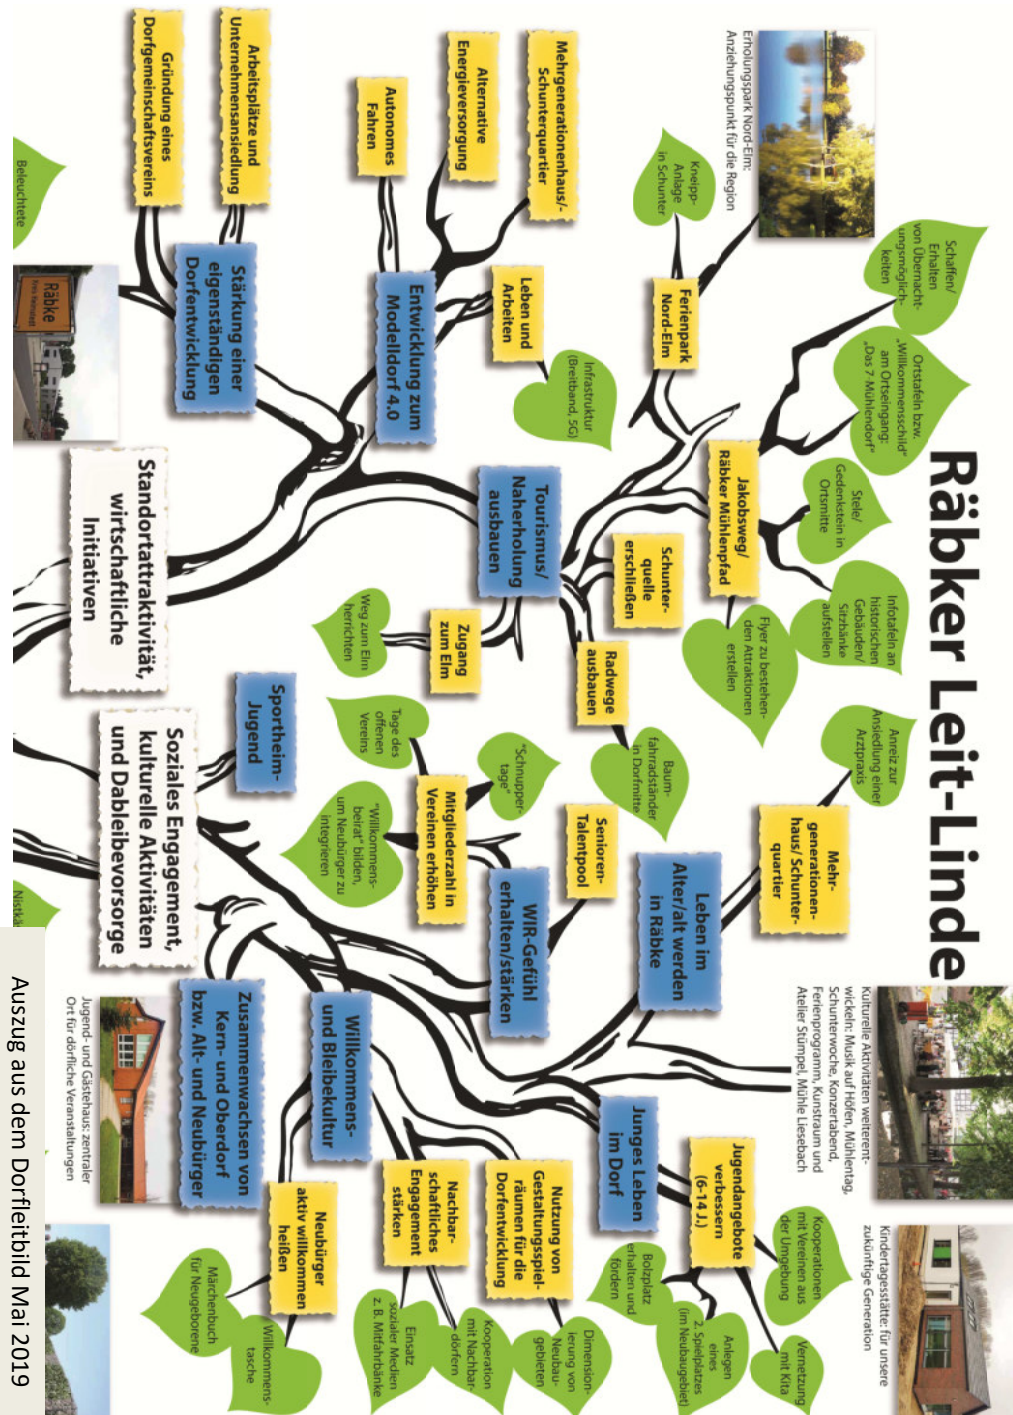 Räbker Leit-Linde
Erholungspark Nord-Elm:
Anziehungspunkt für die Region
Schaffen/
Erhalten
von Übernacht-
ungsmöglich-
keiten
Ortstafeln bzw.
„Willkommensschild“
am Ortseingang:
„Das 7-Mühlendorf“
Stele/
Gedenkstein in
Ortsmitte
Infotafeln an
historischen
Gebäuden/
Sitzbänke
aufstellen
Anreiz zur
Ansiedlung einer
Arztpraxis
Kulturelle Aktivitäten weiterent-
wickeln: Musik auf Höfen, Mühlentag,
Schunterwoche, Konzertabend,
Ferienprogramm, Kunstraum und
Atelier Stümpel, Mühle Liesebach
Kindertagesstätte: für unsere
zukünftige Generation
Kneipp-
Anlage
in Schunter
Ferienpark
Nord-Elm
Jakobsweg/
Räbker Mühlenpfad
Flyer zu bestehen-
den Attraktionen
erstellen
Mehr-
generationen-
haus/ Schunter-
quartier
Kooperationen
mit Vereinen aus
der Umgebung
Vernetzung
mit Kita
Jugendangebote
verbessern
(6-14 J.)
Anlegen
eines
2. Spielplatzes
(im Neubaugebiet)
Bolzplatz
erhalten und
fördern
Mehrgenerationenhaus/-
Schunterquartier
Leben und
Arbeiten
Infrastruktur
(Breitband, 5G)
Schunter-
quelle
erschließen
Radwege
ausbauen
Baum-
fahrradständer
in Dorfmitte
Leben im
Alter/alt werden
in Räbke
Junges Leben
im Dorf
Alternative
Energieversorgung
Autonomes
Fahren
Entwicklung zum
Modelldorf 4.0
Tourismus/
Naherholung
ausbauen
Zugang
zum Elm
Weg zum Elm
herrichten
"Schnupper-
tage"
Senioren-
Talentpool
WIR-Gefühl
erhalten/stärken
Nutzung von
Gestaltungsspiel-
räumen für die
Dorfentwicklung
Dimension-
ierung von
Neubau-
gebieten
Tage des
offenen
Vereins
Mitgliederzahl in
Vereinen erhöhen
"Willkommens-
beirat" bilden,
um Neubürger zu
integrieren
Nachbar-
schaftliches
Engagement
stärken
Kooperation
mit Nachbar-
dörfern
Einsatz
sozialer Medien
z. B. Mitfahrbänke
Arbeitsplätze und
Unternehmensansiedlung
Gründung eines
Dorfgemeinschaftsvereins
Stärkung einer
eigenständigen
Dorfentwicklung
Sportheim-
Jugend
Willkommens-
und Bleibekultur
Neubürger
aktiv willkommen
heißen
Willkommens-
tasche
Märchenbuch
für Neugeborene
Zusammenwachsen von
Kern- und Oberdorf
bzw. Alt- und Neubürger
Standortattraktivität,
wirtschaftliche
Initiativen
Soziales Engagement,
kulturelle Aktivitäten
und Dableibevorsorge
Beleuchtete
Räbke
Kreis Helmstedt
Jugend- und Gästehaus: zentraler
Ort für dörfliche Veranstaltungen
Nistkäs
Auszug aus dem Dorfleitbild Mai 2019